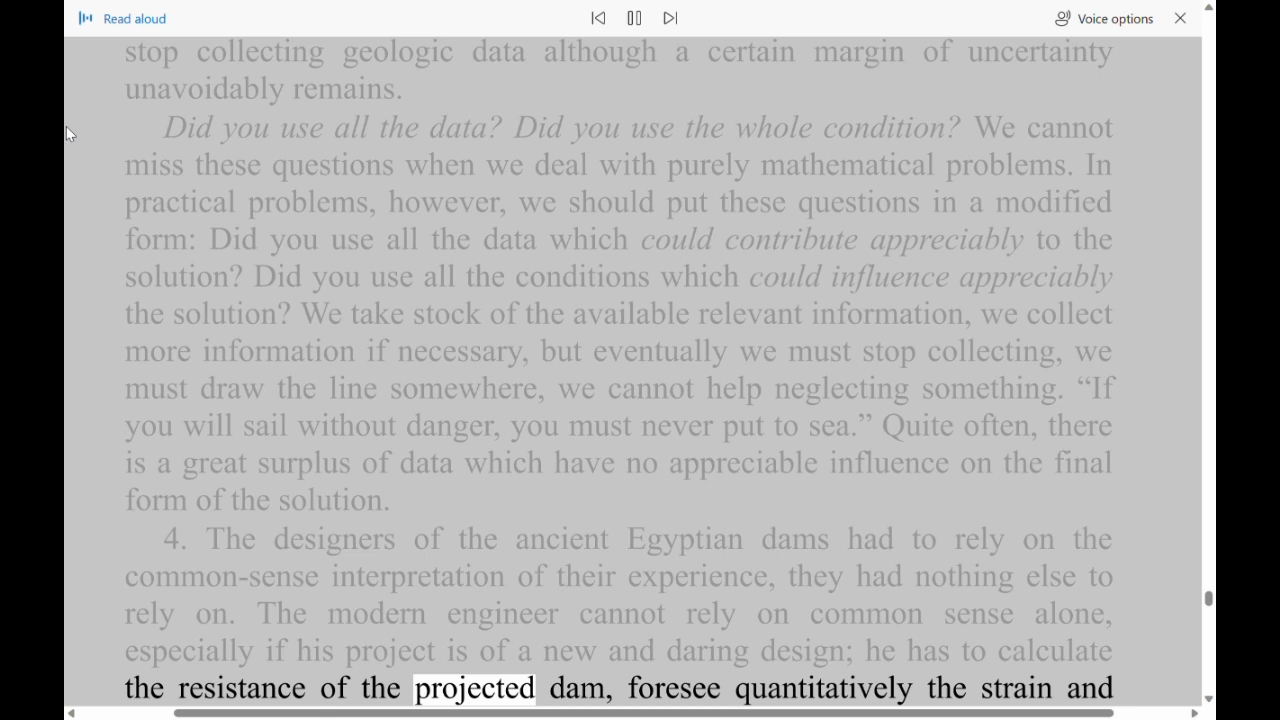 Read aloud
Voice options
stop collecting geologic data although a certain margin of uncertainty
unavoidably remains.
Did you use all the data? Did you use the whole condition? We cannot
miss these questions when we deal with purely mathematical problems. In
practical problems, however, we should put these questions in a modified
form: Did you use all the data which could contribute appreciably to the
solution? Did you use all the conditions which could influence appreciably
the solution? We take stock of the available relevant information, we collect
more information if necessary, but eventually we must stop collecting, we
must draw the line somewhere, we cannot help neglecting something. “If
you will sail without danger, you must never put to sea.” Quite often, there
is a great surplus of data which have no appreciable influence on the final
form of the solution.
4. The designers of the ancient Egyptian dams had to rely on the
common-sense interpretation of their experience, they had nothing else to
rely on. The modern engineer cannot rely on common sense alone,
especially if his project is of a new and daring design; he has to calculate
the resistance of the projected dam, foresee quantitatively the strain and